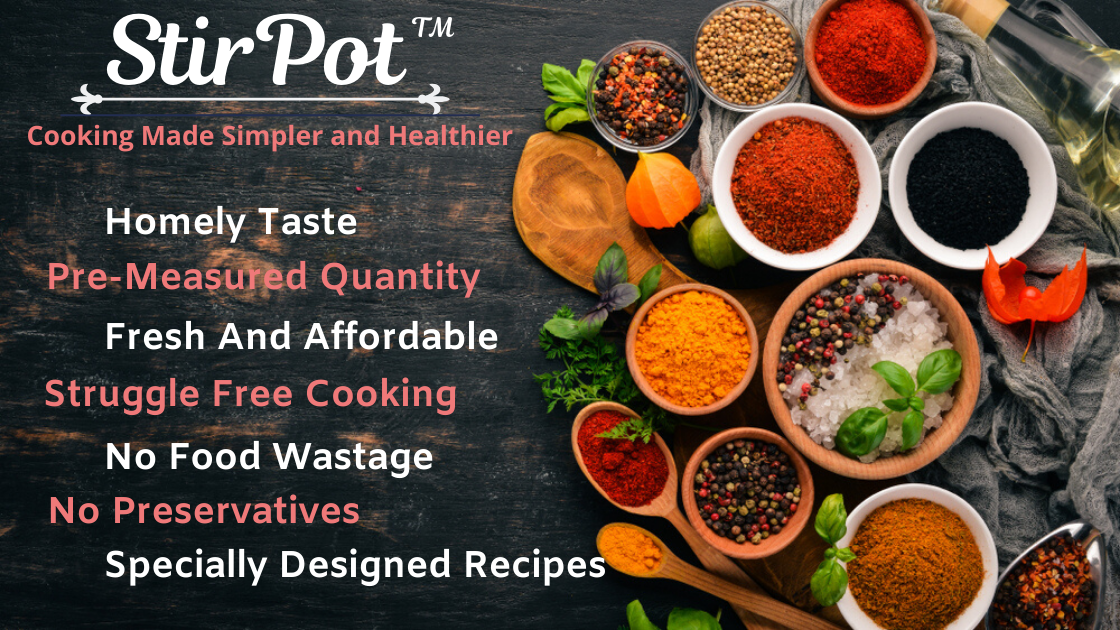 StirPot™
Cooking Made Simpler and Healthier
Homely Taste
Pre-Measured Quantity
Fresh And Affordable
Struggle Free Cooking
No Food Wastage
No Preservatives
Specially Designed Recipes